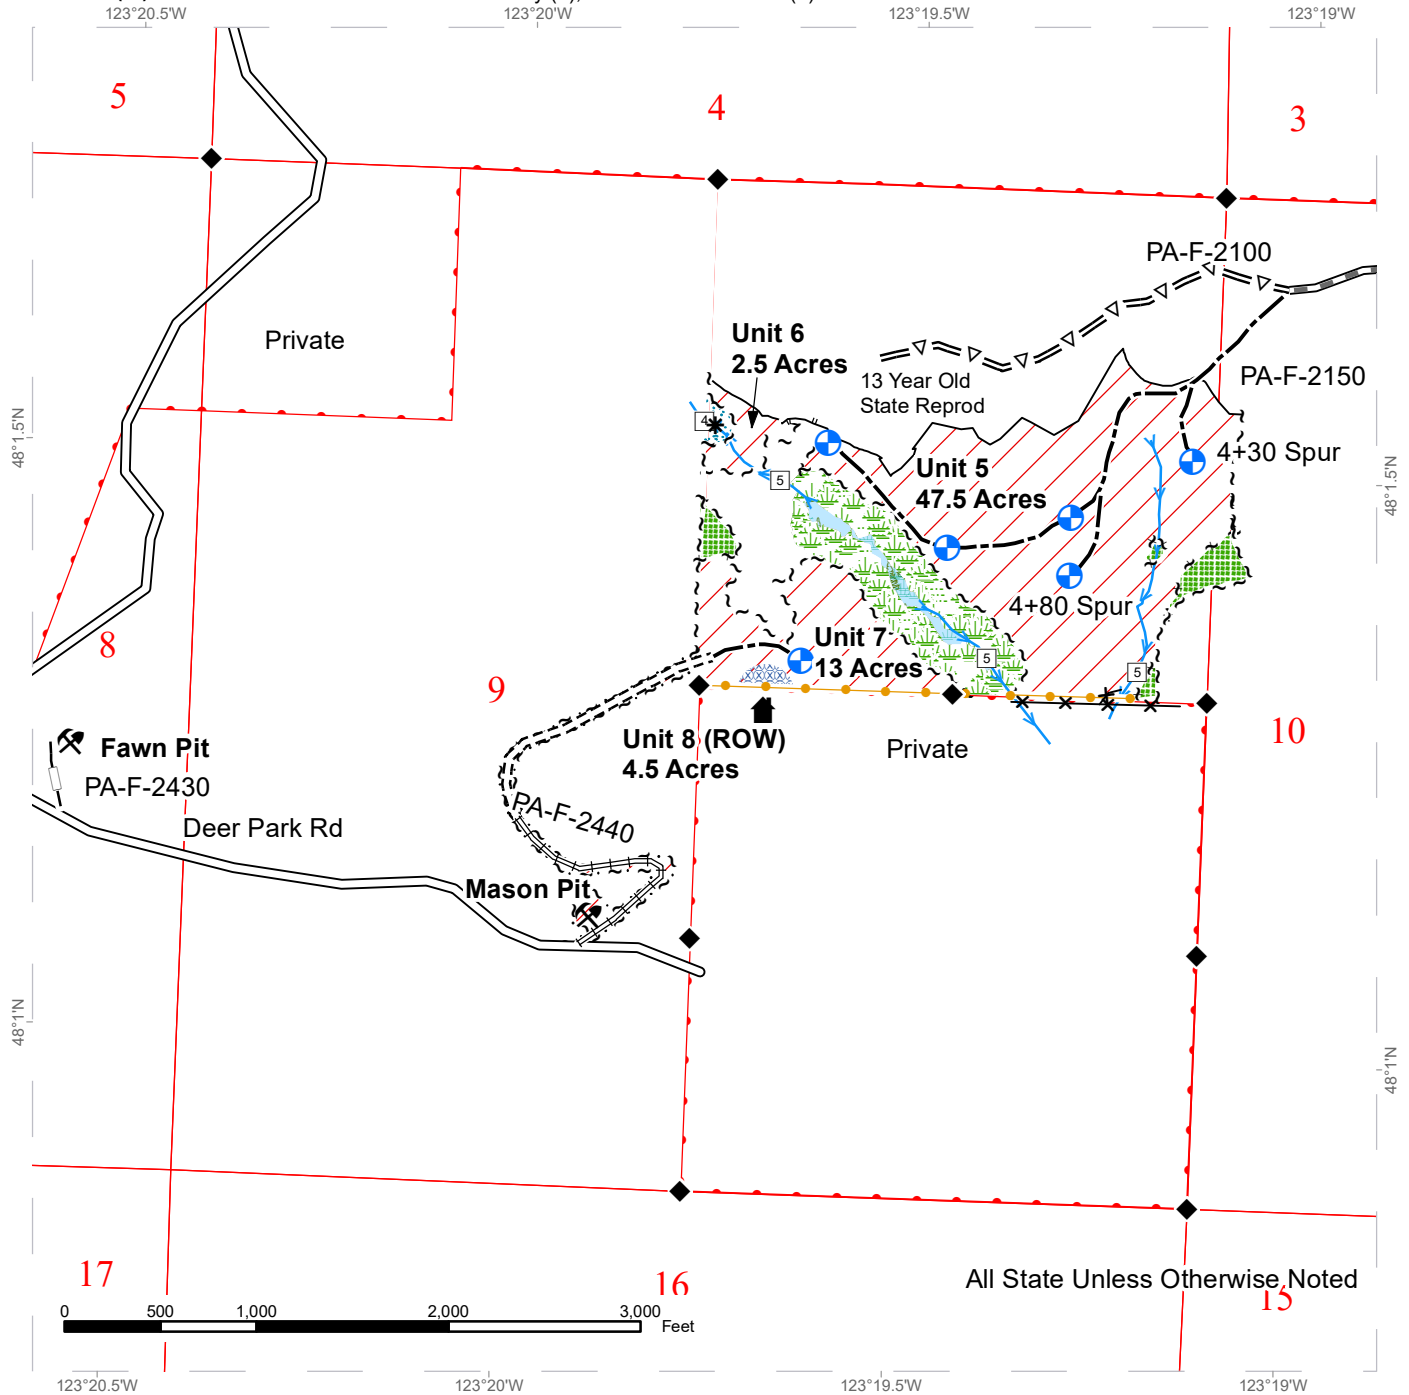 123°20.5'W
123°20'W
123°19.5'W
123°19'W
5
4
3
PA-F-2100
Private
Unit 6
2.5 Acres
13 Year Old
State Reprod
PA-F-2150
48°1.5'N
4
5
Unit 5
47.5 Acres
4+30 Spur
48°1.5'N
4+80 Spur
8
Unit 7
13 Acres
5
5
9
10
Unit 8 (ROW)
4.5 Acres
Private
Fawn Pit
PA-F-2430
Deer Park Rd
PA-F-2440
Mason Pit
48°1'N
48°1'N
17
16
All State Unless Otherwise Noted
15
0
500
1,000
2,000
3,000
Feet
123°20.5'W
123°20'W
123°19.5'W
123°19'W